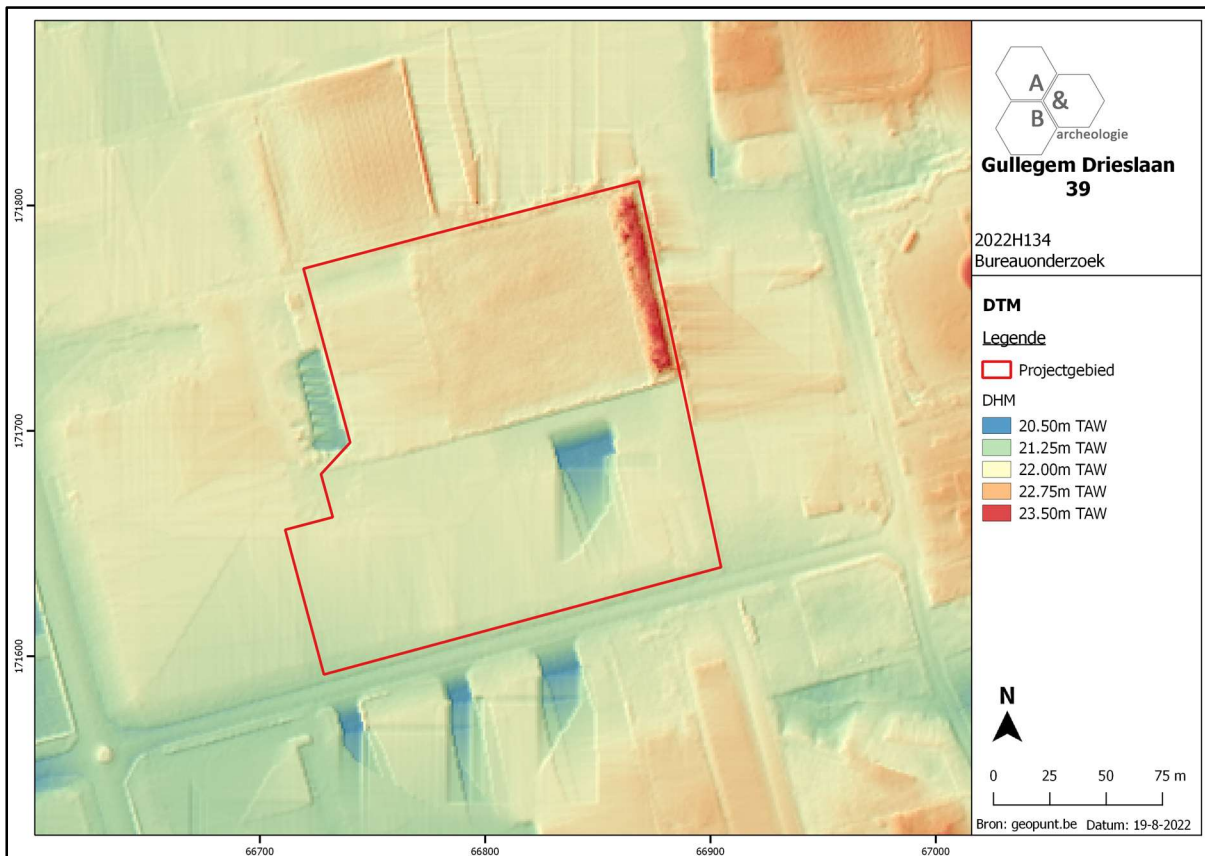 A
&
B
archeologie
Gullegem Drieslaan
39
2022H134
Bureauonderzoek
DTM
Legende
Projectgebied
DHM
20.50m TAW
21.25m TAW
22.00m TAW
22.75m TAW
23.50m TAW
N
0 25 50 75 m
Bron: geopunt.be Datum: 19-8-2022
171800
171700
171600
66700 66800 66900 67000